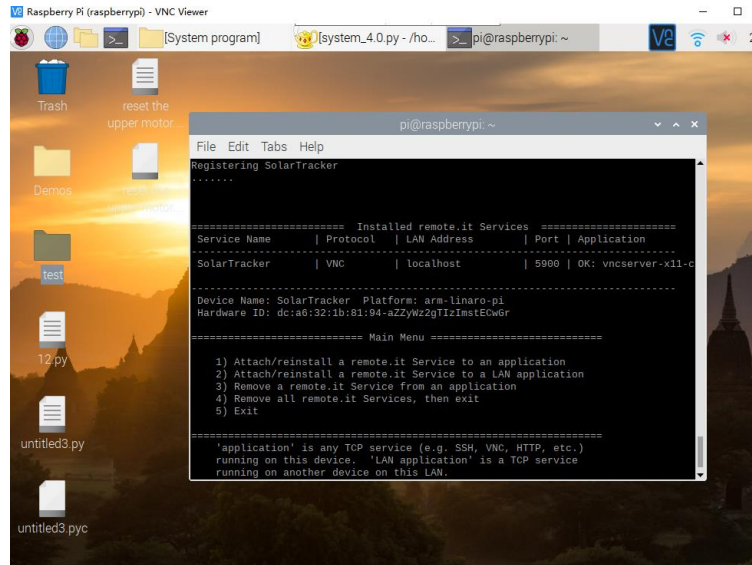 Raspberry Pi (raspberrypi) - VNC Viewer
[System program]
[system_4.0.py - /ho...
pi@raspberrypi: ~
Trash
reset the
upper motor...
Demos
test
12.py
untitled3.py
untitled3.pyc
pi@raspberrypi: ~
File Edit Tabs Help
Registering SolarTracker
.......
========================= Installed remote.it Services ======================
Service Name | Protocol | LAN Address | Port | Application
--------------------------------------------------------------------------------
SolarTracker | VNC | localhost | 5900 | OK: vncserver-x11-c
--------------------------------------------------------------------------------
Device Name: SolarTracker Platform: arm-linaro-pi
Hardware ID: dc:a6:32:1b:81:94-aZZyWz2gTIzImstECwGr
============================ Main Menu ============================
1) Attach/reinstall a remote.it Service to an application
2) Attach/reinstall a remote.it Service to a LAN application
3) Remove a remote.it Service from an application
4) Remove all remote.it Services, then exit
5) Exit
====================================================================
'application' is any TCP service (e.g. SSH, VNC, HTTP, etc.)
running on this device. 'LAN application' is a TCP service
running on another device on this LAN.